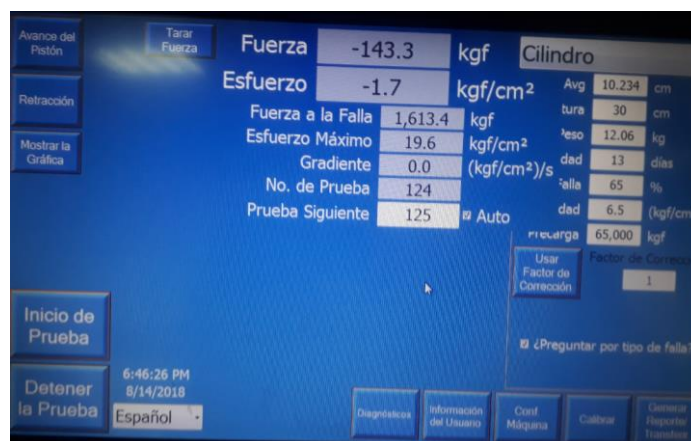 Avance del
Pistón
Tarar
Fuerza
Fuerza -143.3 kgf
Cilindro
Esfuerzo -1.7 kgf/cm²
Retracción
Mostrar la
Gráfica
Fuerza a la Falla 1,613.4 kgf
Esfuerzo Máximo 19.6 kgf/cm²
Gradiente 0.0 (kgf/cm²)/s
No. de Prueba 124
Prueba Siguiente 125 Auto
Avg 10.234 cm
tura 30 cm
eso 12.06 kg
dad 13 días
Falla 65 %
dad 6.5 (kgf/cm
Precarga 65,000 kgf
Usar
Factor de
Corrección
Factor de Correcc
1
¿Preguntar por tipo de falla?
Inicio de
Prueba
Detener
la Prueba
6:46:26 PM
8/14/2018
Español
Diagnósticos
Información
del Usuario
Conf
Máquina
Calibrar
Generar
Reporte